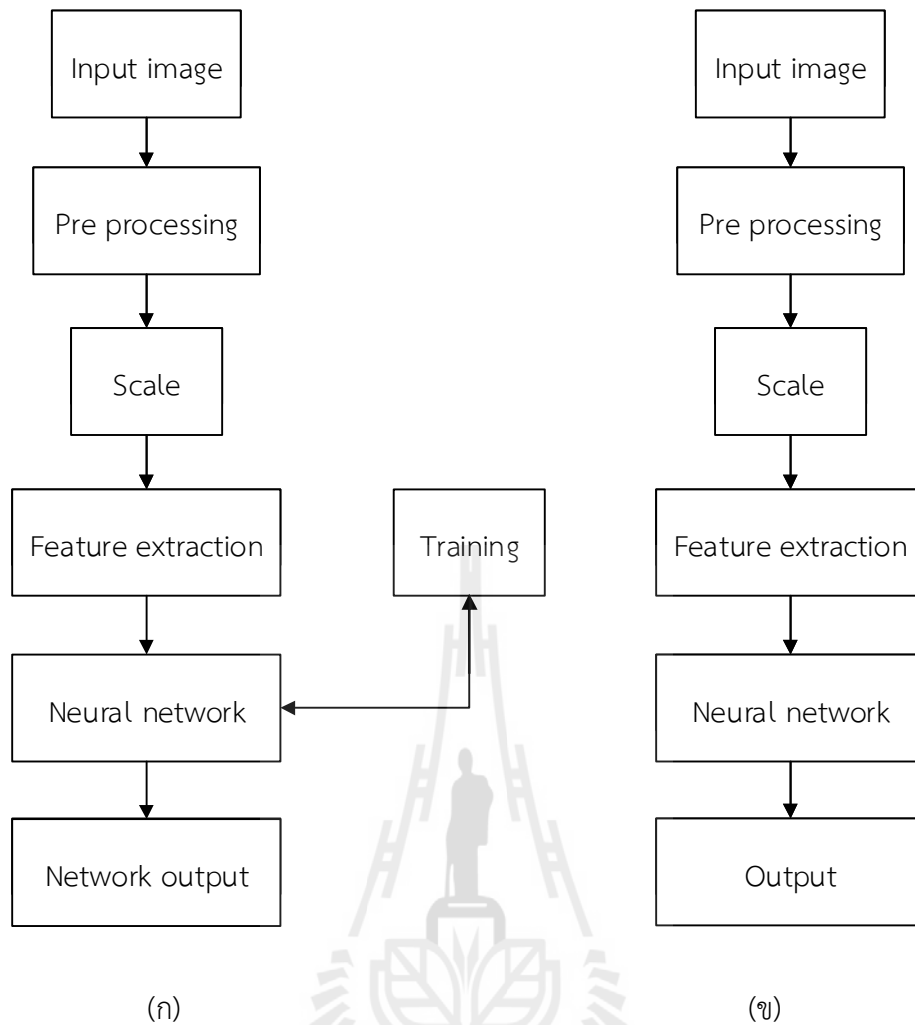 Input image
Pre processing
Scale
Feature extraction
Training
Neural network
Network output
(ก)
Input image
Pre processing
Scale
Feature extraction
Neural network
Output
(ข)